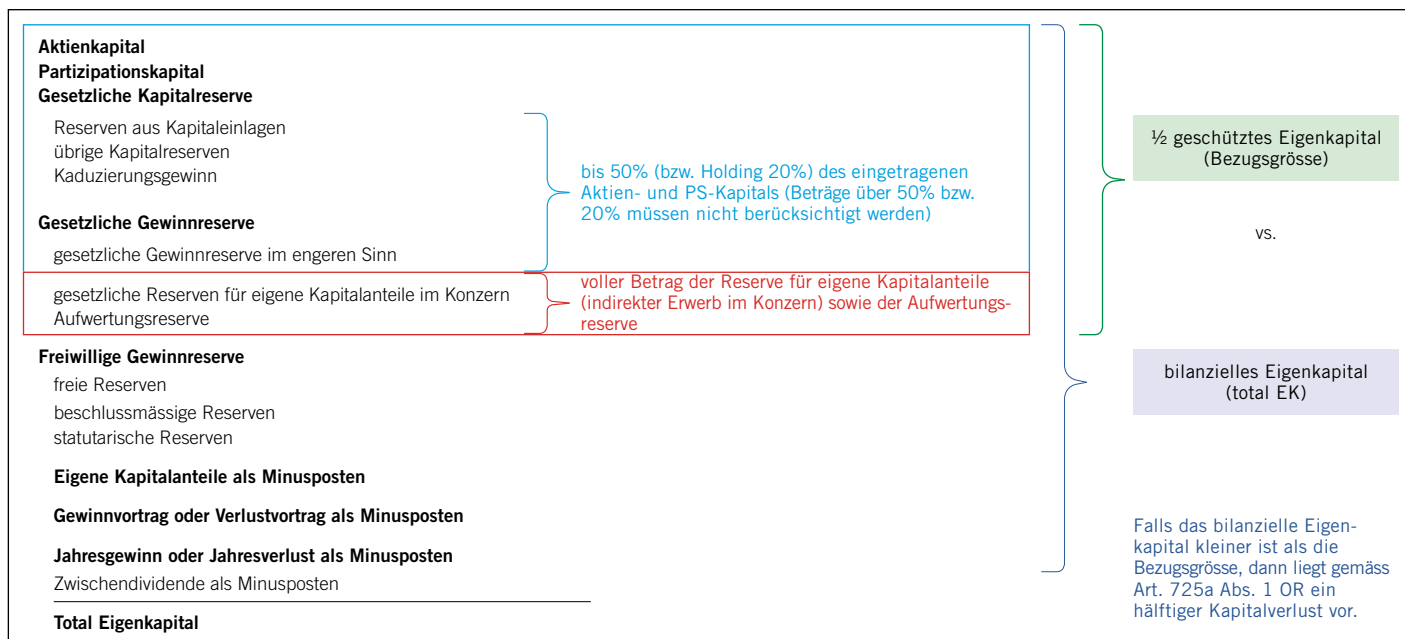 Aktienkapital
Partizipationskapital
Gesetzliche Kapitalreserve
Reserven aus Kapitaleinlagen
übrige Kapitalreserven
Kaduzierungsgewinn
bis 50% (bzw. Holding 20%) des eingetragenen
Aktien- und PS-Kapitals (Beträge über 50% bzw.
20% müssen nicht berücksichtigt werden)
Gesetzliche Gewinnreserve
gesetzliche Gewinnreserve im engeren Sinn
gesetzliche Reserven für eigene Kapitalanteile im Konzern
Aufwertungsreserve
voller Betrag der Reserve für eigene Kapitalanteile
(indirekter Erwerb im Konzern) sowie der Aufwertungs-
reserve
Freiwillige Gewinnreserve
freie Reserven
beschlussmässige Reserven
statutarische Reserven
Eigene Kapitalanteile als Minusposten
Gewinnvortrag oder Verlustvortrag als Minusposten
Jahresgewinn oder Jahresverlust als Minusposten
Zwischendividende als Minusposten
Total Eigenkapital
½ geschütztes Eigenkapital
(Bezugsgrösse)
vs.
bilanzielles Eigenkapital
(total EK)
Falls das bilanzielle Eigen-
kapital kleiner ist als die
Bezugsgrösse, dann liegt gemäss
Art. 725a Abs. 1 OR ein
hälftiger Kapitalverlust vor.